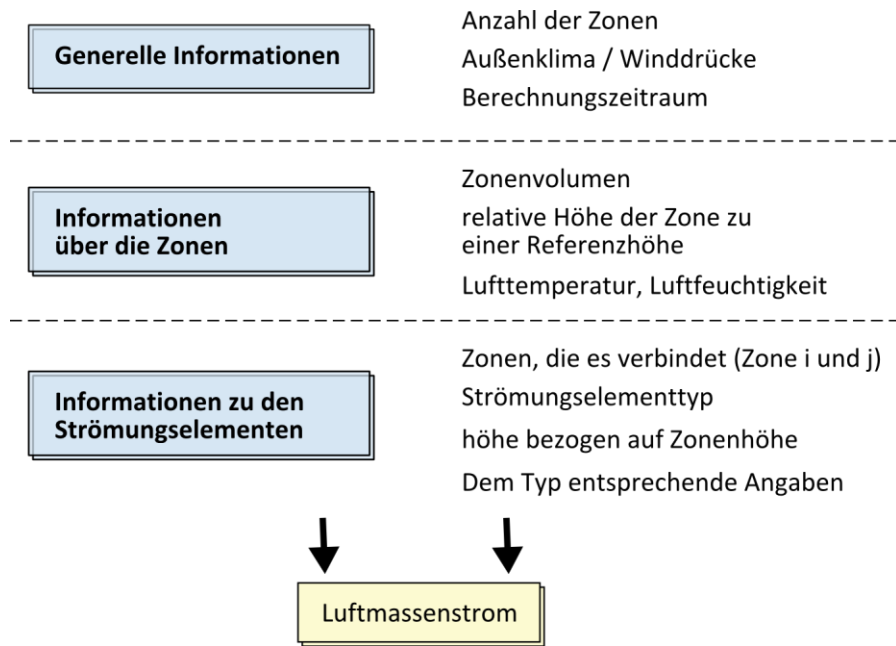 Generelle Informationen
Anzahl der Zonen
Außenklima / Winddrücke
Berechnungszeitraum
Informationen
über die Zonen
Zonenvolumen
relative Höhe der Zone zu
einer Referenzhöhe
Lufttemperatur, Luftfeuchtigkeit
Informationen zu den
Strömungselementen
Zonen, die es verbindet (Zone i und j)
Strömungselementtyp
höhe bezogen auf Zonenhöhe
Dem Typ entsprechende Angaben
Luftmassenstrom